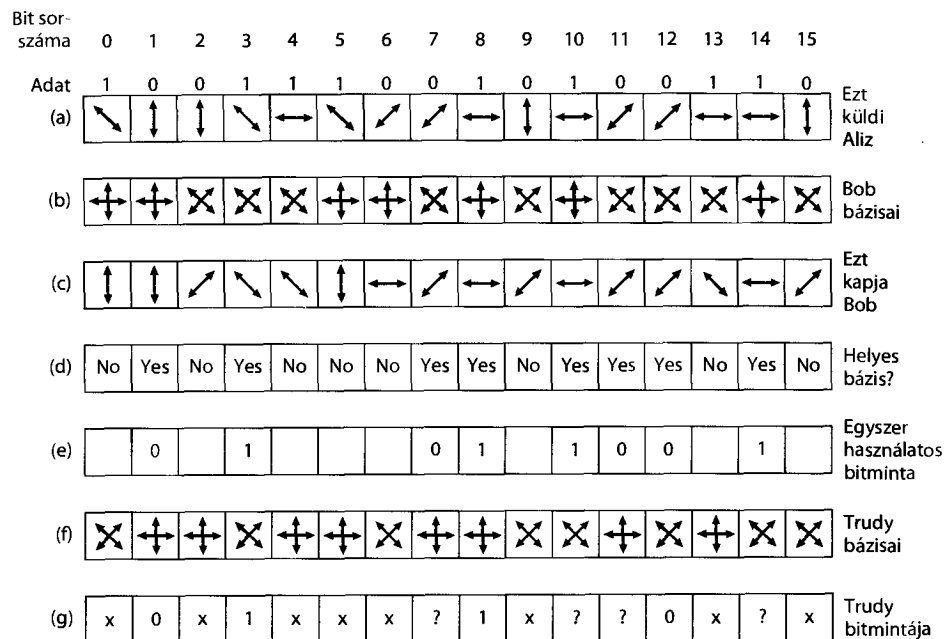 Bit sor-
száma 0 1 2 3 4 5 6 7 8 9 10 11 12 13 14 15
Adat 1 0 0 1 1 1 0 0 1 0 1 0 0 1 1 0
(a) Ezt
küldi
Aliz
(b) Bob
bázisai
(c) Ezt
kapja
Bob
(d) No Yes No Yes No No No Yes Yes No Yes Yes Yes No Yes No Helyes
bázis?
(e) 0 1 0 1 1 0 0 1 Egyszer
használatos
bitminta
(f) Trudy
bázisai
(g) x 0 x 1 x x x ? 1 x ? ? 0 x ? x Trudy
bitmintája